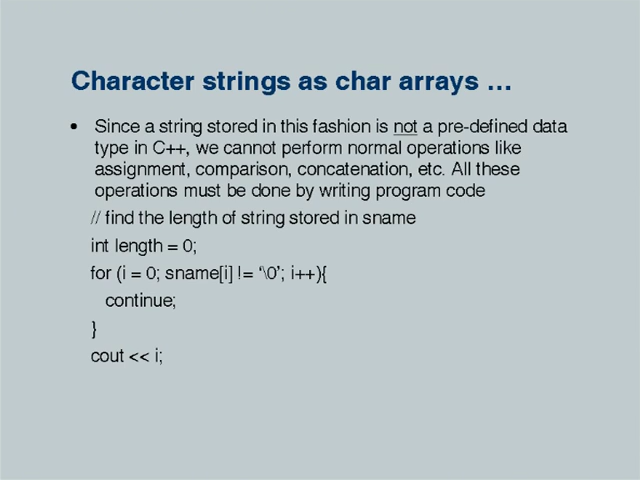 Character strings as char arrays …
• Since a string stored in this fashion is not a pre-defined data
type in C++, we cannot perform normal operations like
assignment, comparison, concatenation, etc. All these
operations must be done by writing program code
// find the length of string stored in sname
int length = 0;
for (i = 0; sname[i] != ‘\0’; i++){
continue;
}
cout << i;